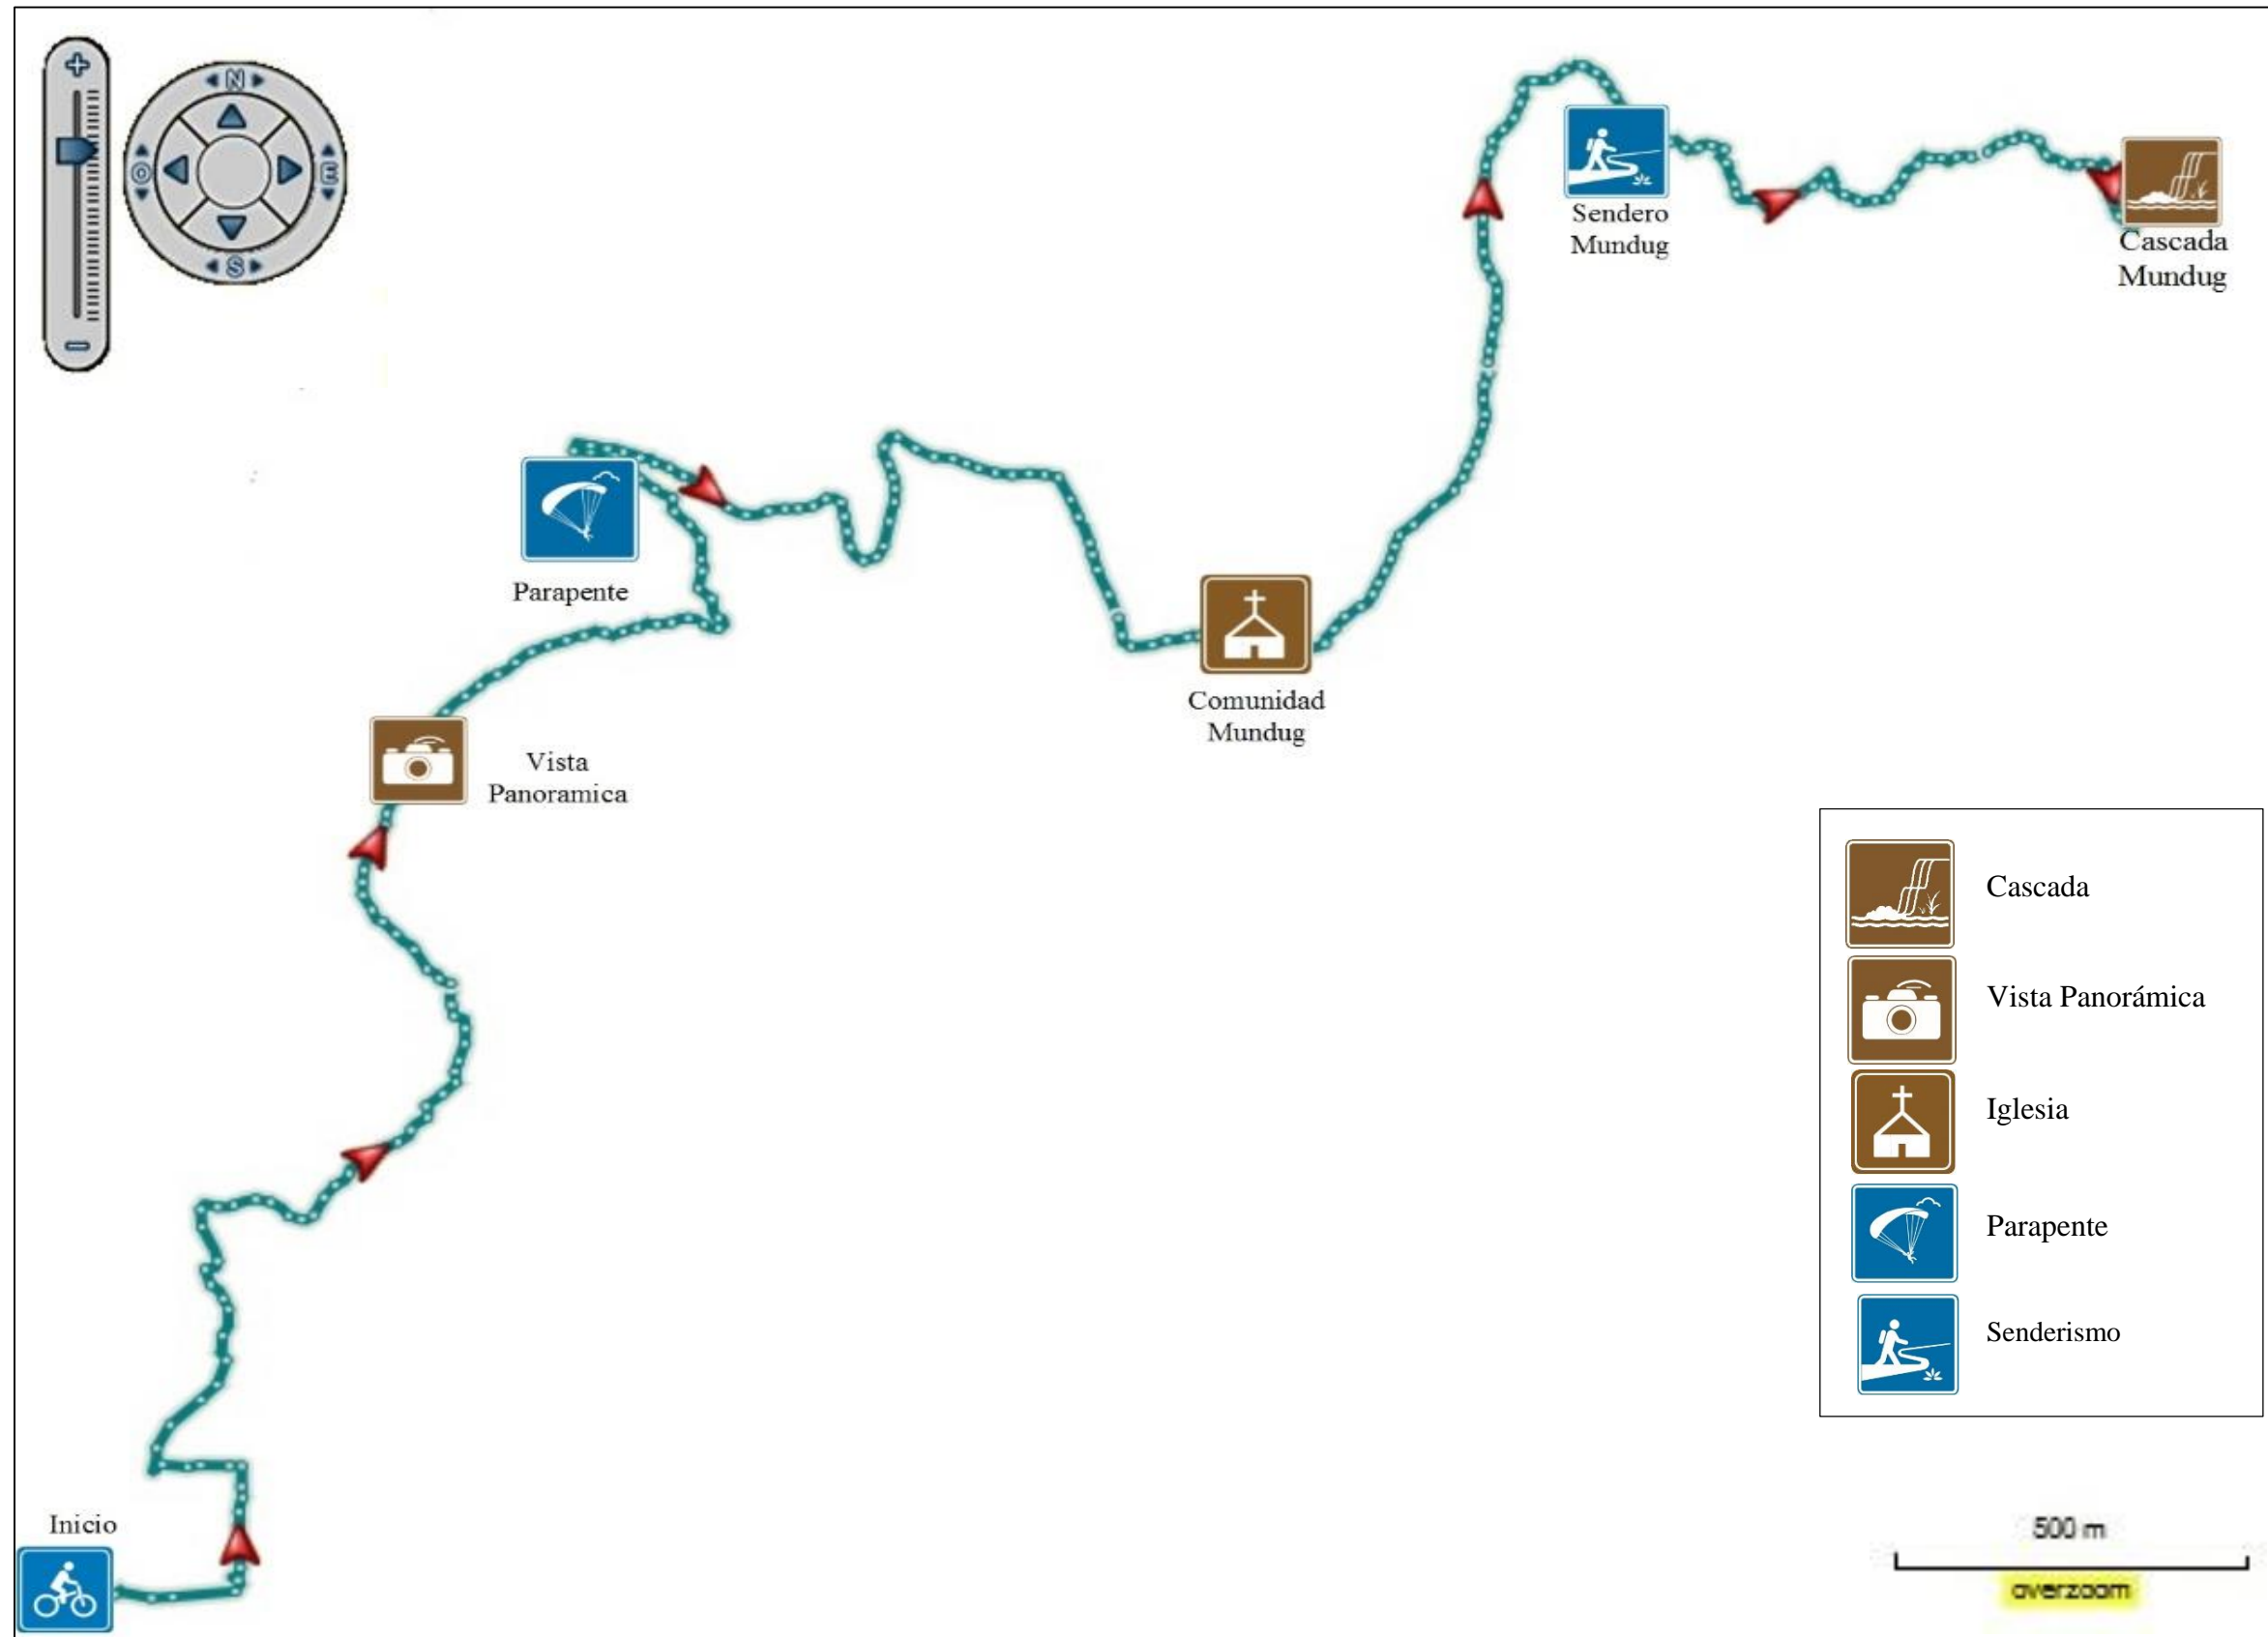 N
O
E
S
Sendero
Mundug
Cascada
Mundug
Parapente
Comunidad
Mundug
Vista
Panoramica
Inicio
Cascada
Vista Panorámica
Iglesia
Parapente
Senderismo
500 m
overzoom